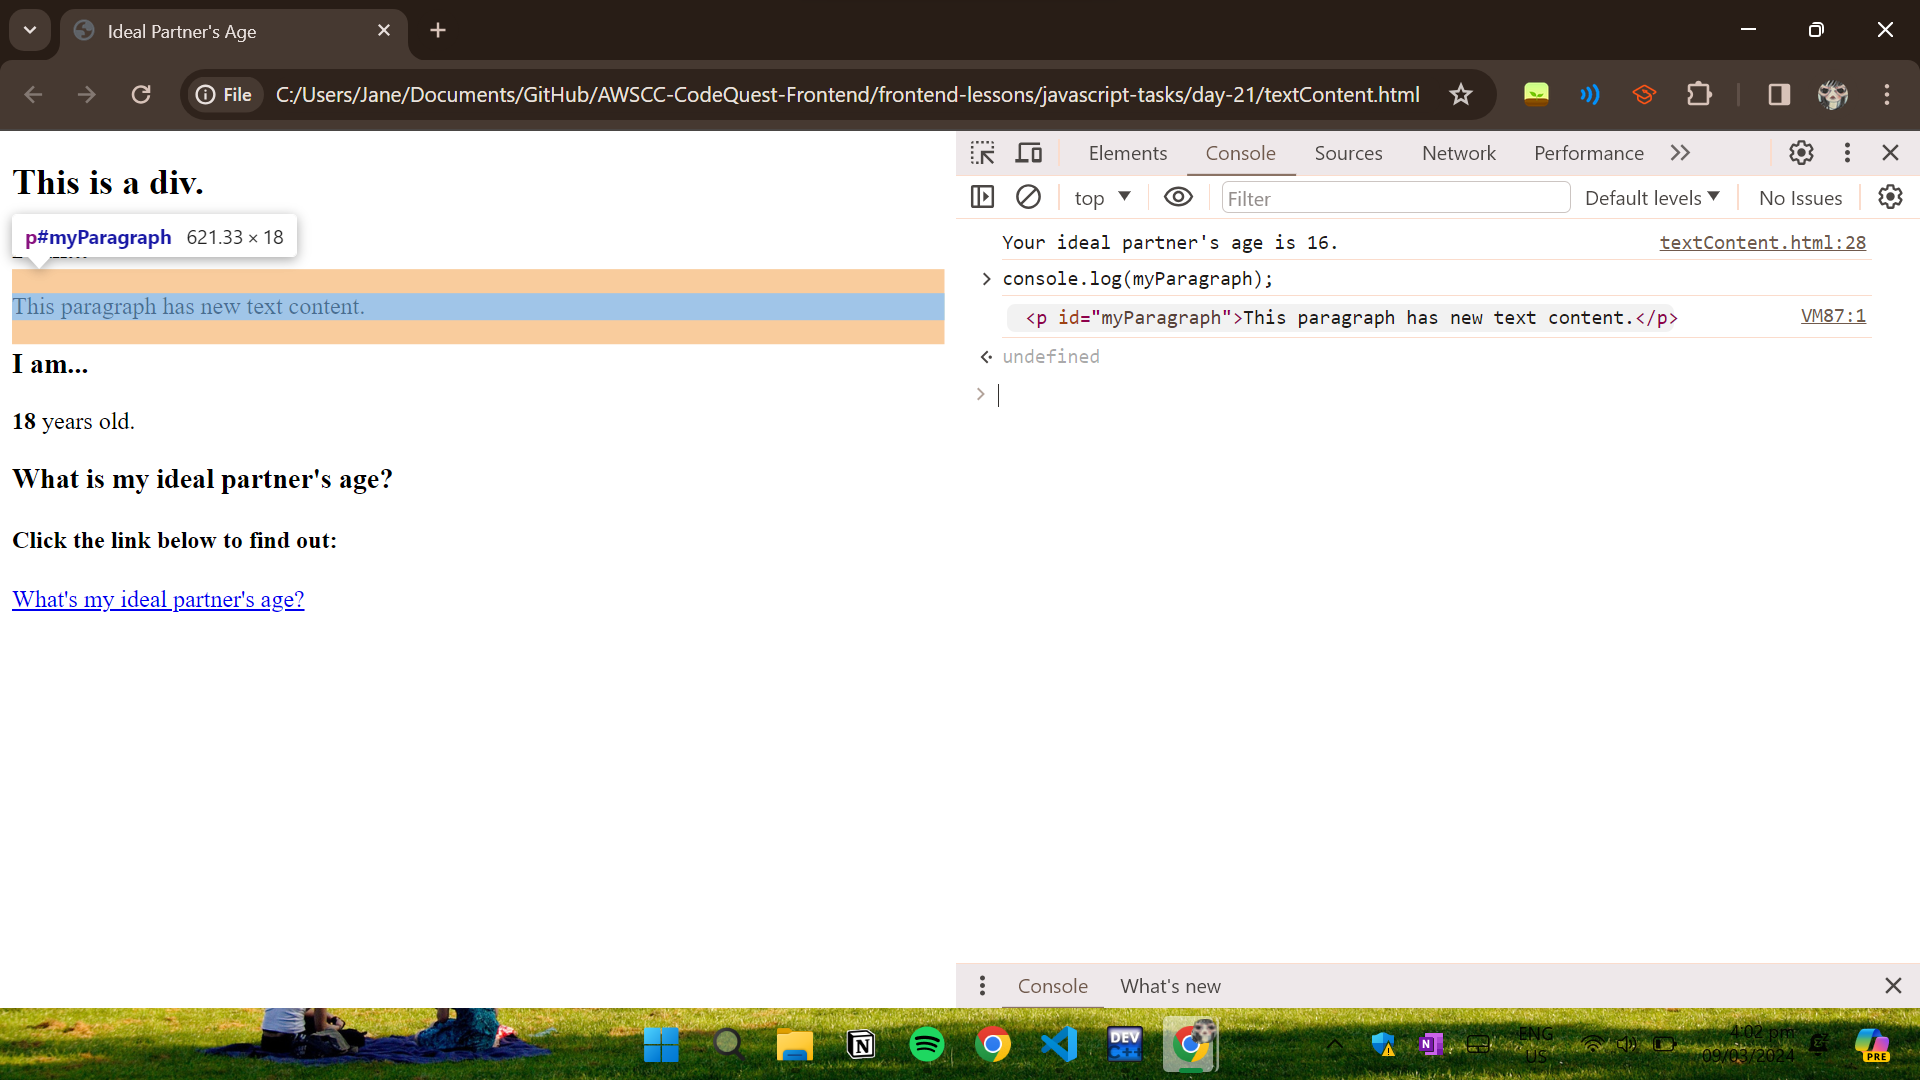 Ideal Partner's Age
File
C:/Users/Jane/Documents/GitHub/AWSCC-CodeQuest-Frontend/frontend-lessons/javascript-tasks/day-21/textContent.html
This is a div.
p#myParagraph 621.33 × 18
This paragraph has new text content.
I am...
18 years old.
What is my ideal partner's age?
Click the link below to find out:
What's my ideal partner's age?
Elements Console Sources Network Performance
top Filter Default levels No Issues
Your ideal partner's age is 16. textContent.html:28
console.log(myParagraph);
<p id="myParagraph">This paragraph has new text content.</p> VM87:1
undefined
Console What's new
DEV
C++
N
N
ENG
US
4:02 pm
09/03/2024
PRE